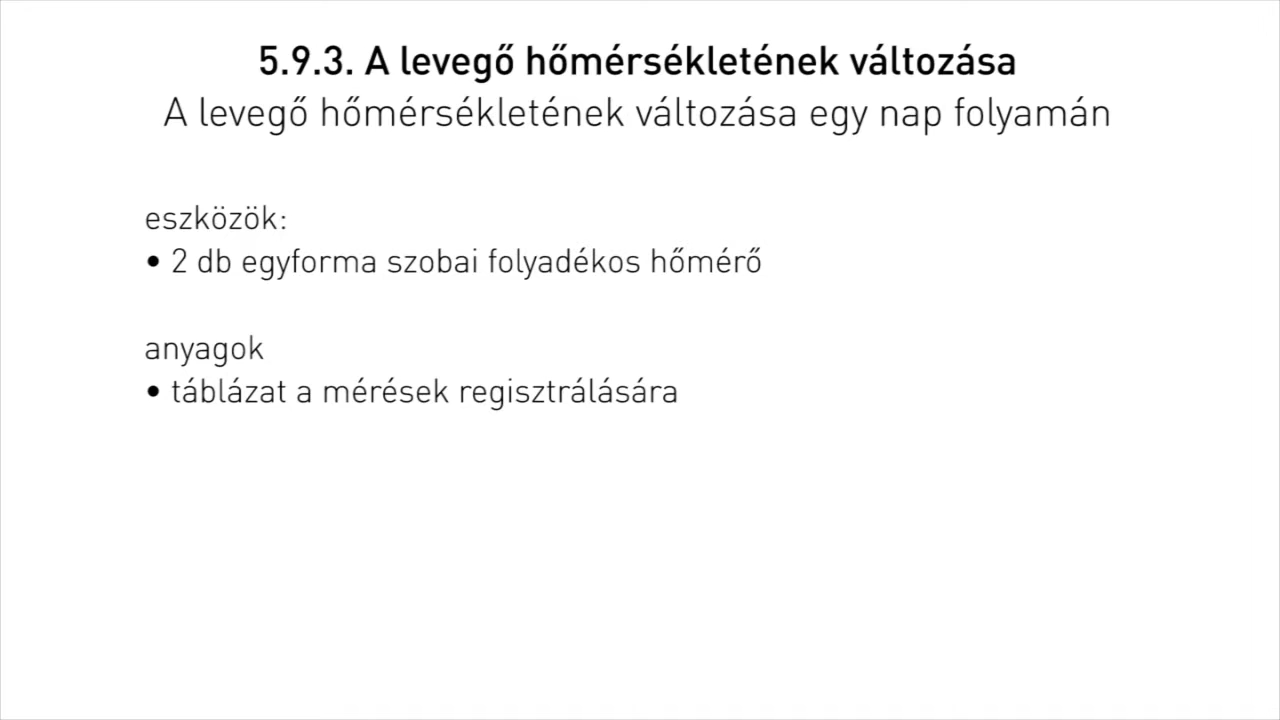 5.9.3. A levegő hőmérsékletének változása
A levegő hőmérsékletének változása egy nap folyamán
eszközök:
• 2 db egyforma szobai folyadékos hőmérő
anyagok
• táblázat a mérések regisztrálására